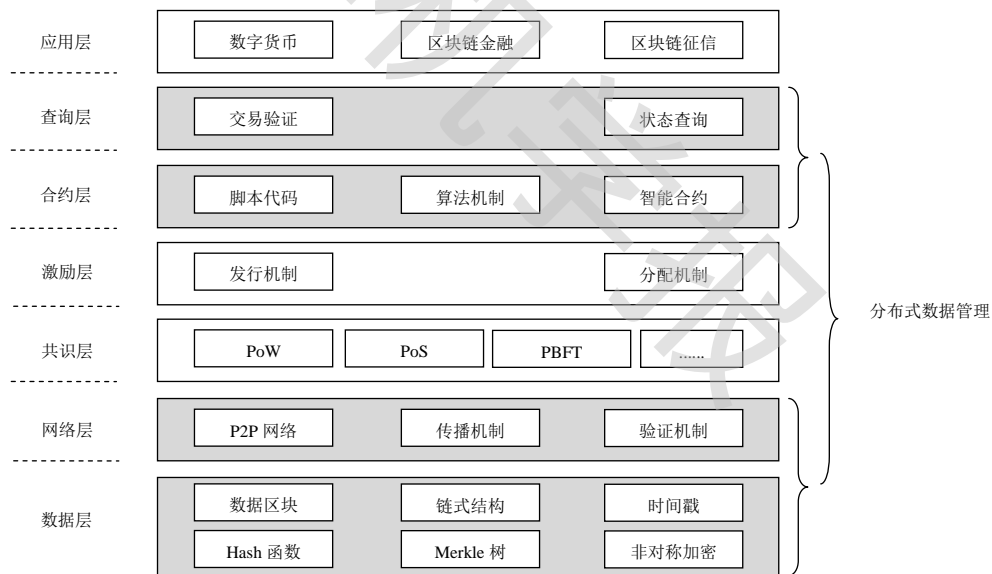 应用层 数字货币 区块链金融 区块链征信
查询层 交易验证 状态查询
合约层 脚本代码 算法机制 智能合约
激励层 发行机制 分配机制
分布式数据管理
共识层 PoW PoS PBFT ......
网络层 P2P 网络 传播机制 验证机制
数据区块 链式结构 时间戳
数据层
Hash 函数 Merkle 树 非对称加密
机学报